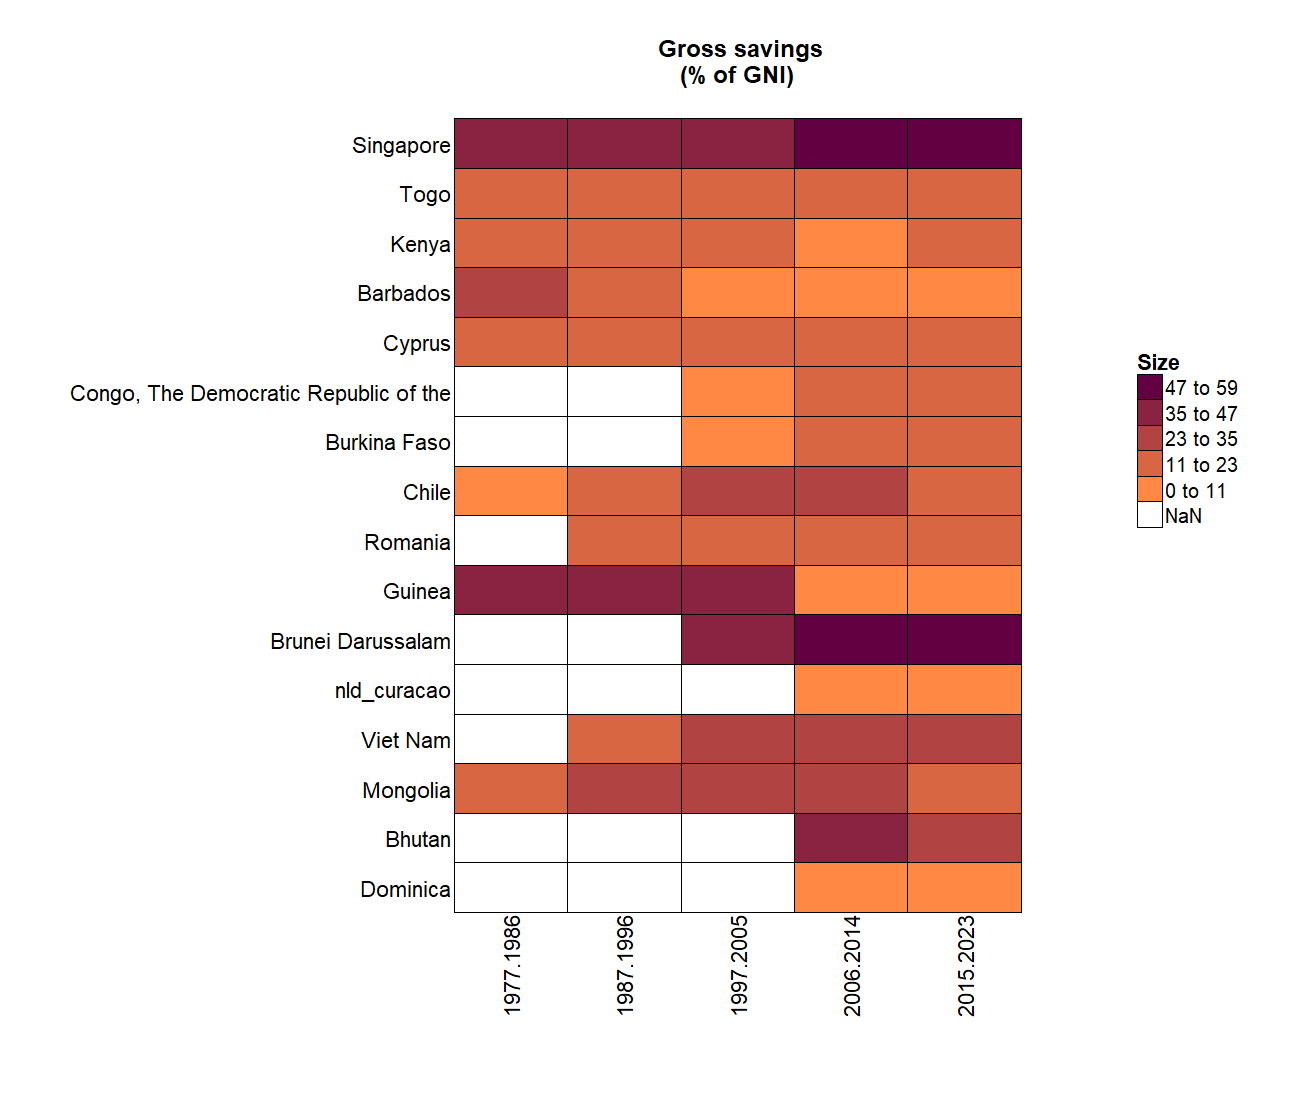 Gross savings
(% of GNI)
Singapore
Togo
Kenya
Barbados
Cyprus
Congo, The Democratic Republic of the
Burkina Faso
Chile
Romania
Guinea
Brunei Darussalam
nld_curacao
Viet Nam
Mongolia
Bhutan
Dominica
1977.1986
1987.1996
1997.2005
2006.2014
2015.2023
Size
47 to 59
35 to 47
23 to 35
11 to 23
0 to 11
NaN